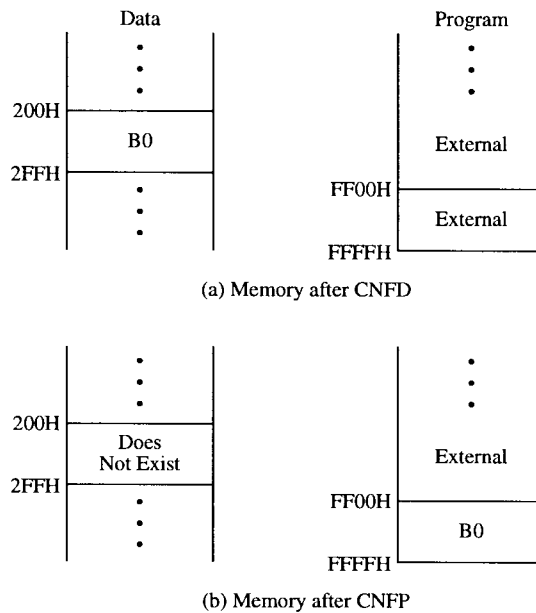 Data
Program
200H
B0
External
2FFH
FF00H
External
FFFFH
(a) Memory after CNFD
200H
Does
Not Exist
External
2FFH
FF00H
B0
FFFFH
(b) Memory after CNFP